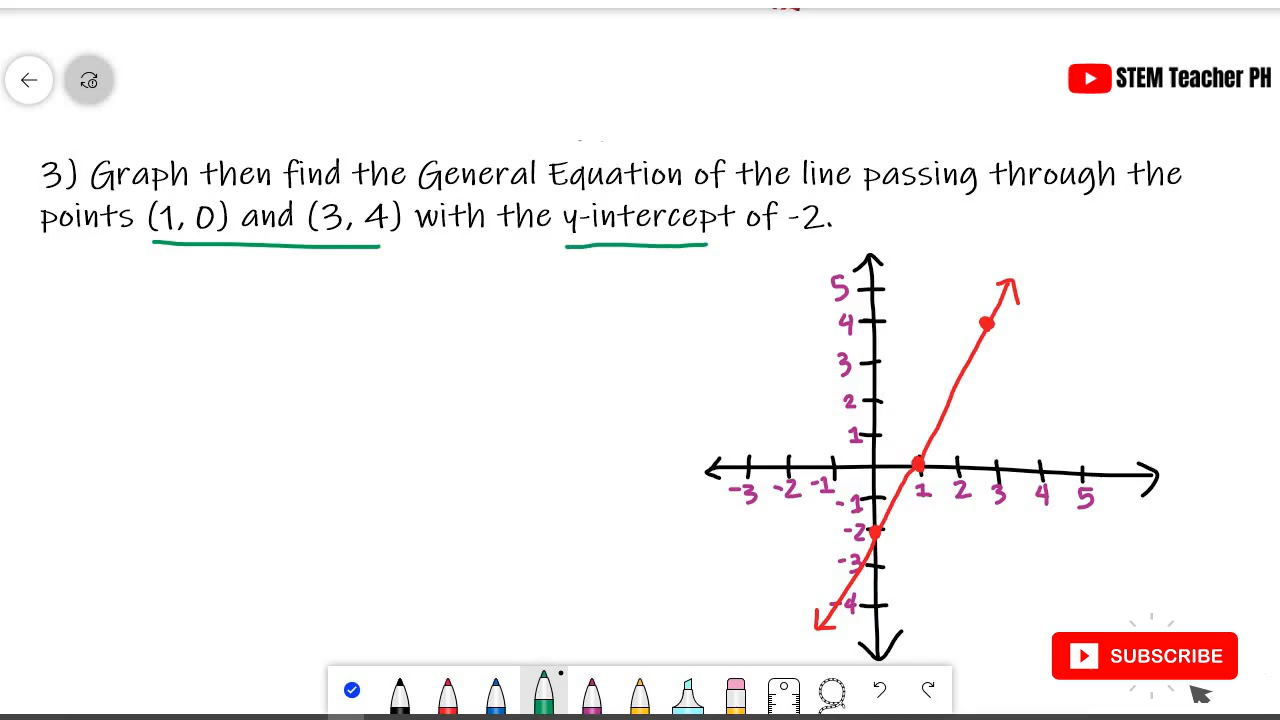 STEM Teacher PH
3) Graph then find the General Equation of the line passing through the
points (1, 0) and (3, 4) with the y-intercept of -2.
5
4
3
2
1
-3 -2 -1 1 2 3 4 5
-1
-2
-3
-4
SUBSCRIBE